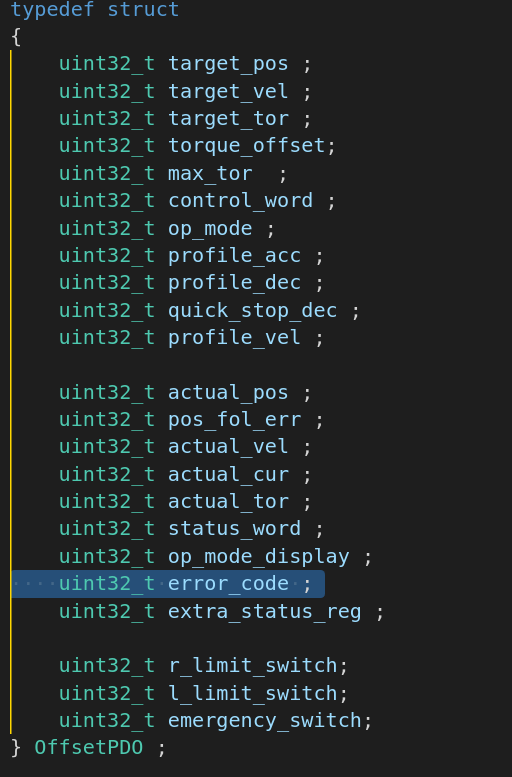 typedef struct
{
    uint32_t target_pos ;
    uint32_t target_vel ;
    uint32_t target_tor ;
    uint32_t torque_offset;
    uint32_t max_tor  ;
    uint32_t control_word ;
    uint32_t op_mode ;
    uint32_t profile_acc ;
    uint32_t profile_dec ;
    uint32_t quick_stop_dec ;
    uint32_t profile_vel ;

    uint32_t actual_pos ;
    uint32_t pos_fol_err ;
    uint32_t actual_vel ;
    uint32_t actual_cur ;
    uint32_t actual_tor ;
    uint32_t status_word ;
    uint32_t op_mode_display ;
    uint32_t error_code ;
    uint32_t extra_status_reg ;

    uint32_t r_limit_switch;
    uint32_t l_limit_switch;
    uint32_t emergency_switch;
} OffsetPDO ;